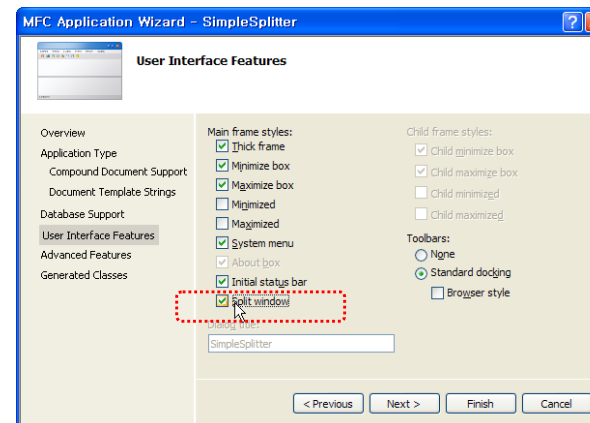 MFC Application Wizard - SimpleSplitter
?
User Interface Features
Overview
Application Type
Compound Document Support
Document Template Strings
Database Support
User Interface Features
Advanced Features
Generated Classes
Main frame styles:
Thick frame
Minimize box
Maximize box
Minimized
Maximized
System menu
About box
Initial status bar
Split window
Dialog title:
SimpleSplitter
Child frame styles:
Child minimize box
Child maximize box
Child minimized
Child maximized
Toolbars:
None
Standard docking
Browser style
< Previous
Next >
Finish
Cancel